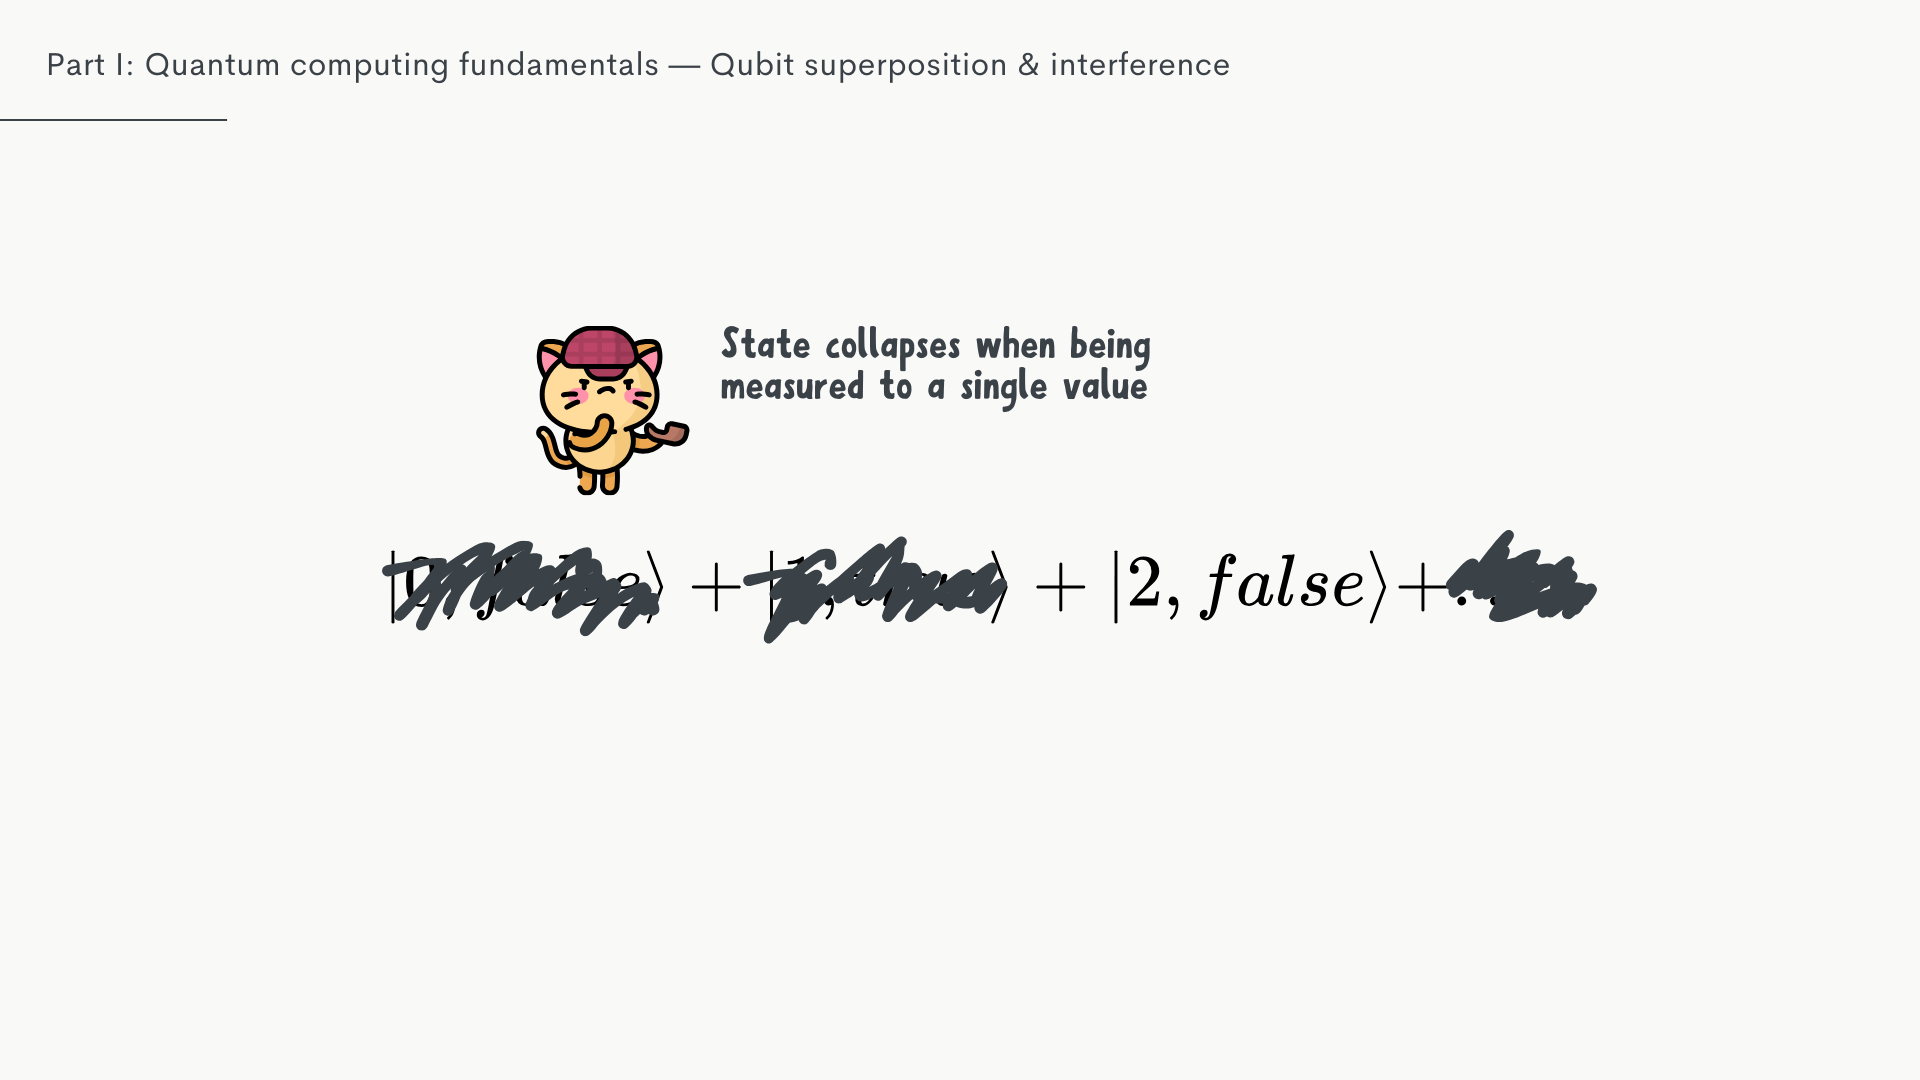 Part I: Quantum computing fundamentals — Qubit superposition & interference
State collapses when being
measured to a single value
+ + |2, false⟩+